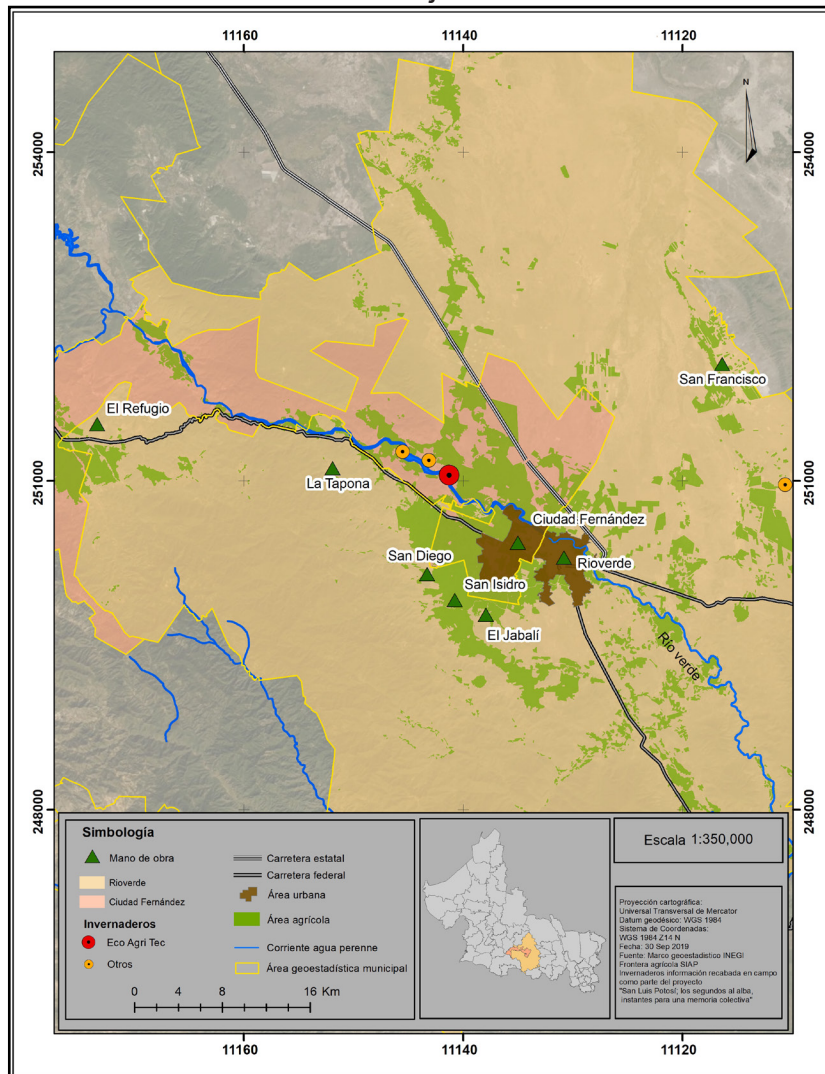 11160
11140
11120
254000
254000
N
San Francisco
El Refugio
251000
251000
La Tapona
Ciudad Fernández
San Diego
Rioverde
San Isidro
El Jabalí
Río verde
248000
248000
Simbología
Mano de obra
Rioverde
Ciudad Fernández
Invernaderos
Eco Agri Tec
Otros
Carretera estatal
Carretera federal
Área urbana
Área agrícola
Corriente agua perenne
Área geoestadística municipal
0 4 8 12 16 Km
Escala 1:350,000
Proyección cartográfica:
Universal Transversal de Mercator
Datum geodésico: WGS 1984
Sistema de Coordenadas:
WGS 1984 Z14 N
Fecha: 30 Sep 2019
Fuente: Marco geoestadistico INEGI
Frontera agrícola SIAP
Invernaderos información recabada en campo
como parte del proyecto
"San Luis Potosí; los segundos al alba,
instantes para una memoria colectiva"
11160
11140
11120